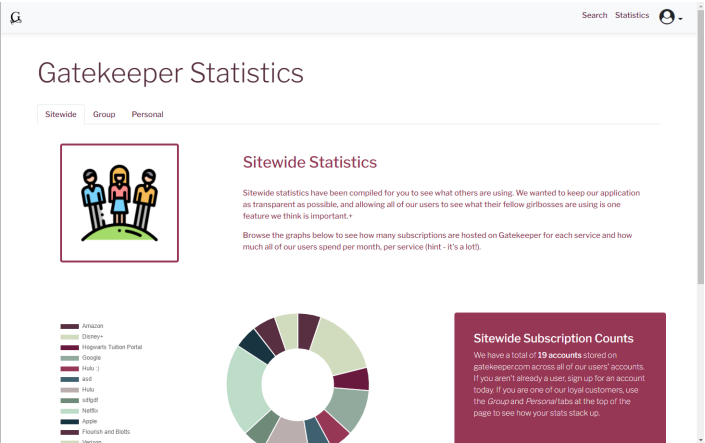 G
Search Statistics
Gatekeeper Statistics
Sitewide Group Personal
Sitewide Statistics
Sitewide statistics have been compiled for you to see what others are using. We wanted to keep our application
as transparent as possible, and allowing all of our users to see what their fellow girlbosses are using is one
feature we think is important.+
Browse the graphs below to see how many subscriptions are hosted on Gatekeeper for each service and how
much all of our users spend per month, per service (hint - it's a lot!).
Amazon
Disney+
Hogwarts Tuition Portal
Google
Hulu :)
asd
Hulu
sdfgdf
Netflix
Apple
Flourish and Blotts
Verizon
Sitewide Subscription Counts
We have a total of 19 accounts stored on
gatekeeper.com across all of our users' accounts.
If you aren't already a user, sign up for an account
today. If you are one of our loyal customers, use
the Group and Personal tabs at the top of the
page to see how your stats stack up.